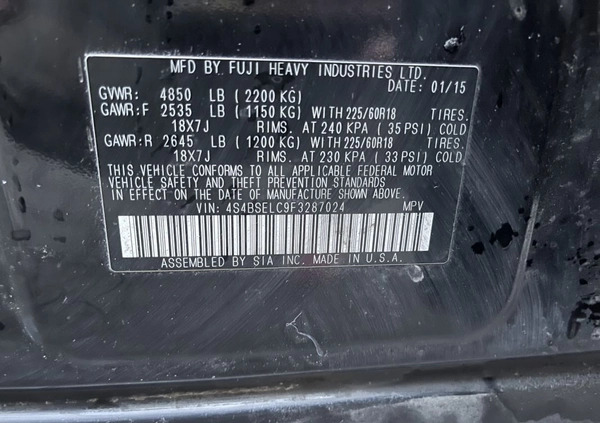 MFD BY FUJI HEAVY INDUSTRIES LTD.
DATE: 01/15
GVWR: 4850 LB (2200 KG)
GAWR:F 2535 LB (1150 KG) WITH 225/60R18 TIRES.
18X7J RIMS. AT 240 KPA (35 PSI) COLD
GAWR:R 2645 LB (1200 KG) WITH 225/60R18 TIRES.
18X7J RIMS. AT 230 KPA (33 PSI) COLD
THIS VEHICLE CONFORMS TO ALL APPLICABLE FEDERAL MOTOR
VEHICLE SAFETY AND THEFT PREVENTION STANDARDS
IN EFFECT ON THE DATE OF MANUFACTURE SHOWN ABOVE.
VIN: 4S4BSELC9F3287024 MPV
ASSEMBLED BY SIA INC. MADE IN U.S.A.